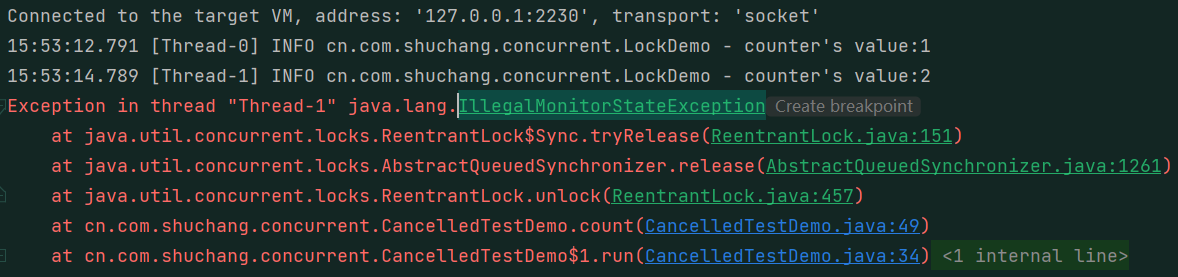 Connected to the target VM, address: '127.0.0.1:2230', transport: 'socket'
15:53:12.791 [Thread-0] INFO cn.com.shuchang.concurrent.LockDemo - counter's value:1
15:53:14.789 [Thread-1] INFO cn.com.shuchang.concurrent.LockDemo - counter's value:2
Exception in thread "Thread-1" java.lang.IllegalMonitorStateException Create breakpoint
    at java.util.concurrent.locks.ReentrantLock$Sync.tryRelease(ReentrantLock.java:151)
    at java.util.concurrent.locks.AbstractQueuedSynchronizer.release(AbstractQueuedSynchronizer.java:1261)
    at java.util.concurrent.locks.ReentrantLock.unlock(ReentrantLock.java:457)
    at cn.com.shuchang.concurrent.CancelledTestDemo.count(CancelledTestDemo.java:49)
    at cn.com.shuchang.concurrent.CancelledTestDemo$1.run(CancelledTestDemo.java:34) <1 internal line>